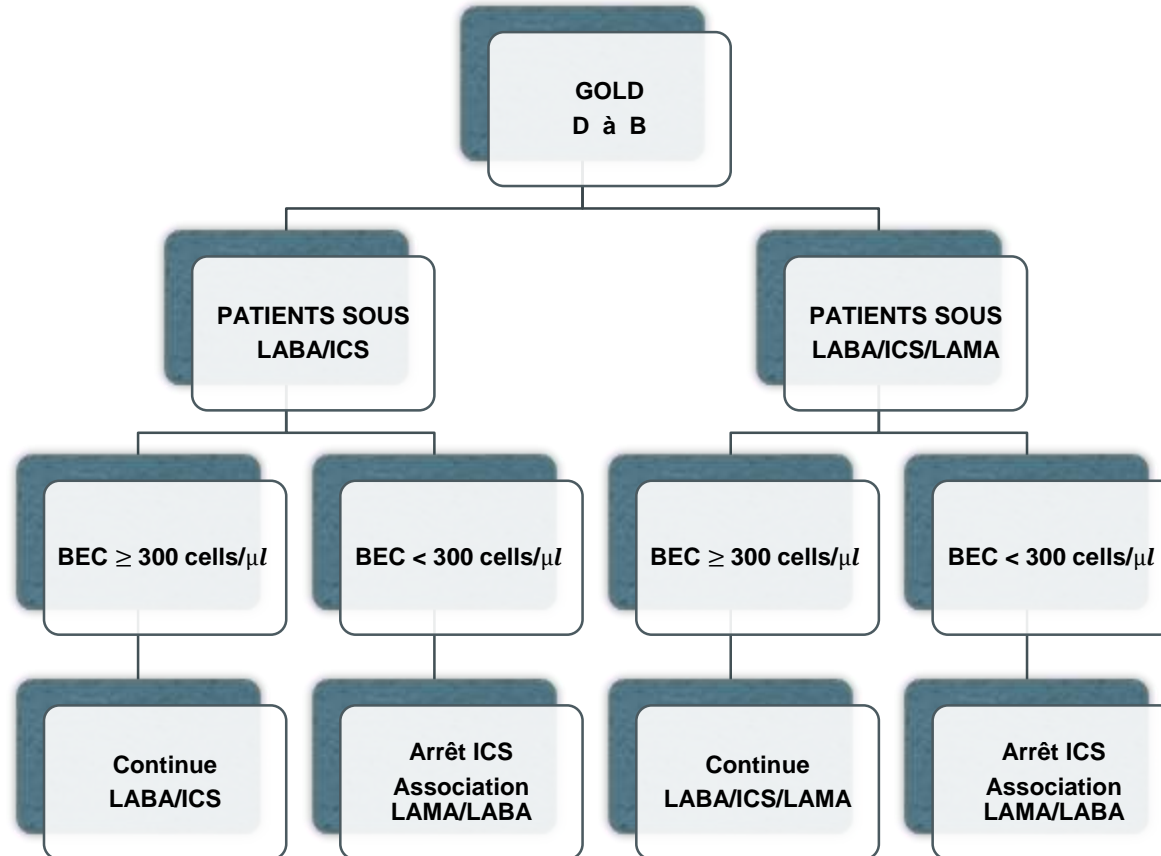 GOLD
D à B
PATIENTS SOUS
LABA/ICS
PATIENTS SOUS
LABA/ICS/LAMA
BEC ≥ 300 cells/μl
BEC < 300 cells/μl
BEC ≥ 300 cells/μl
BEC < 300 cells/μl
Continue
LABA/ICS
Arrêt ICS
Association
LAMA/LABA
Continue
LABA/ICS/LAMA
Arrêt ICS
Association
LAMA/LABA